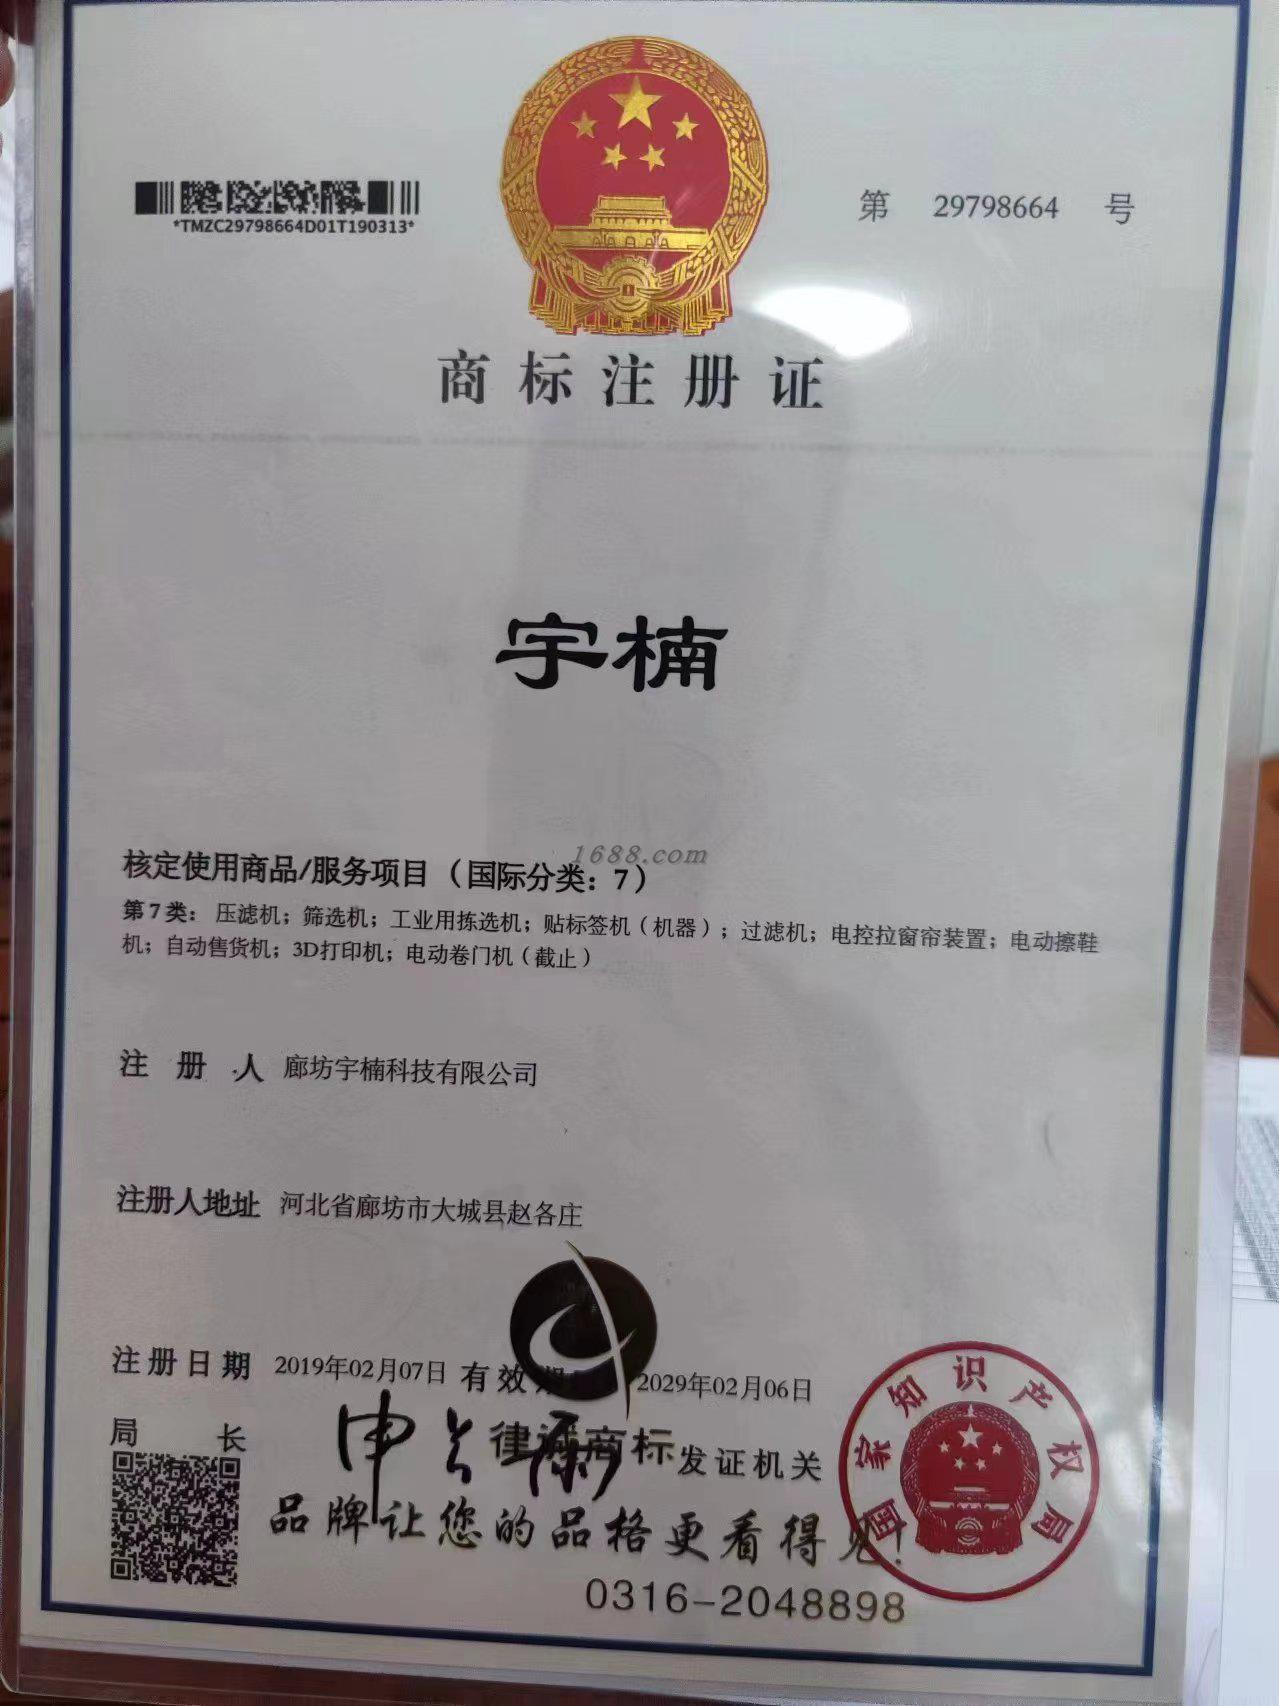 *TMZC29798664D01T190313*
第 29798664 号
商标注册证
宇楠
1688.com
核定使用商品/服务项目（国际分类：7）
第7类：压滤机；筛选机；工业用拣选机；贴标签机（机器）；过滤机；电控拉窗帘装置；电动擦鞋
机；自动售货机；3D打印机；电动卷门机（截止）
注 册 人 廊坊宇楠科技有限公司
注册人地址 河北省廊坊市大城县赵各庄
注册日期 2019年02月07日 有效期 2029年02月06日
局 长 申长雨 律诚商标 发证机关
国家知识产权局
品牌让您的品格更看得见!
0316-2048898